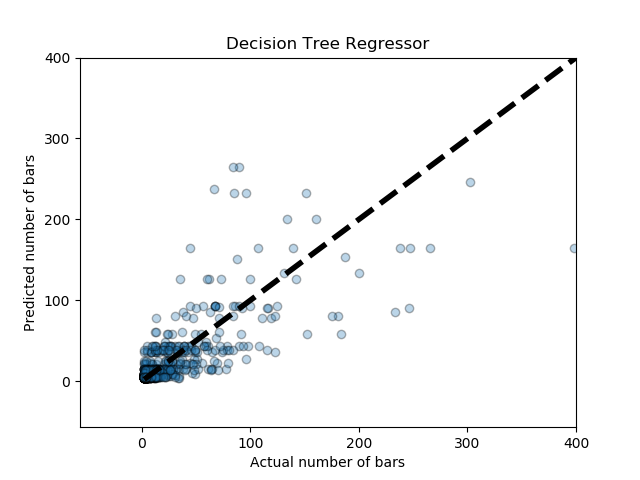 Decision Tree Regressor
400
300
200
100
0
Predicted number of bars
0 100 200 300 400
Actual number of bars